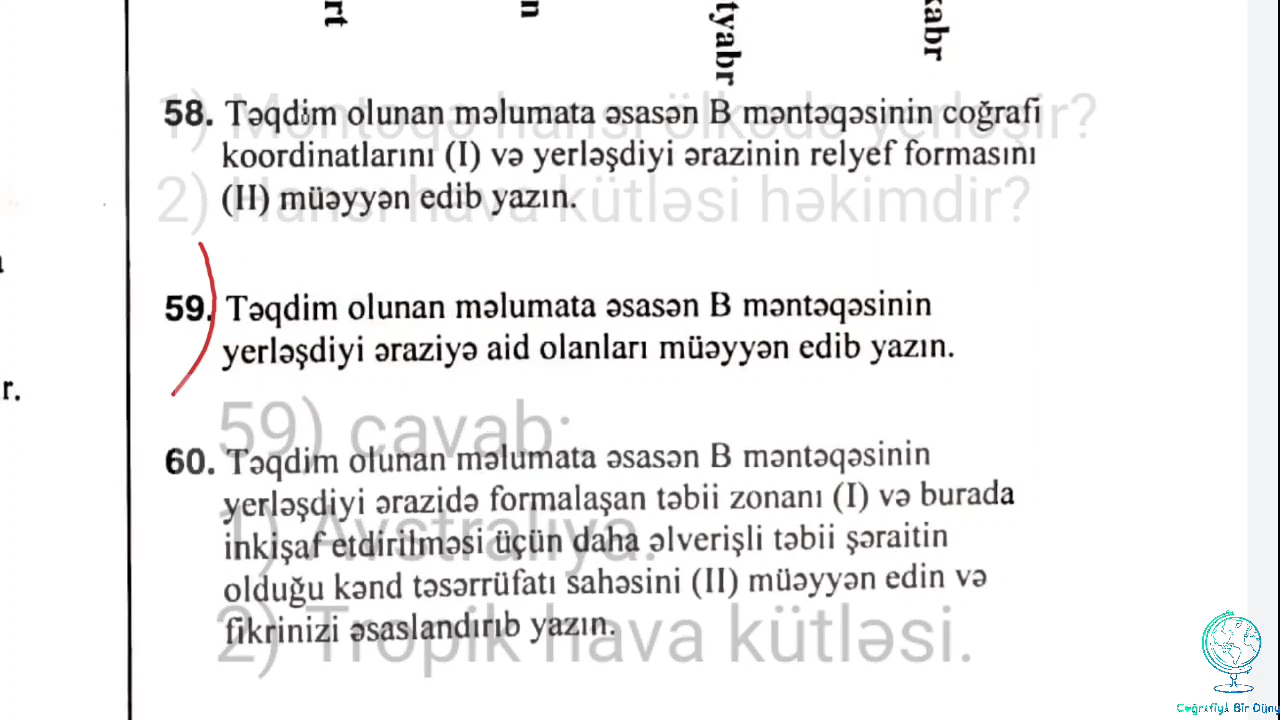 rt
n
tyabr
kabr
1) Məntəqə hansı ölkədə yerləşir?
58. Təqdim olunan məlumata əsasən B məntəqəsinin coğrafi
koordinatlarını (I) və yerləşdiyi ərazinin relyef formasını
2) Hansı hava kütləsi həkimdir?
(II) müəyyən edib yazın.
59. Təqdim olunan məlumata əsasən B məntəqəsinin
yerləşdiyi əraziyə aid olanları müəyyən edib yazın.
r.
59) cavab:
60. Təqdim olunan məlumata əsasən B məntəqəsinin
yerləşdiyi ərazidə formalaşan təbii zonanı (I) və burada
1) Avstraliya.
inkişaf etdirilməsi üçün daha əlverişli təbii şəraitin
olduğu kənd təsərrüfatı sahəsini (II) müəyyən edin və
2) Tropik hava kütləsi.
fikrinizi əsaslandırıb yazın.
Coğrafiya Bir Düny